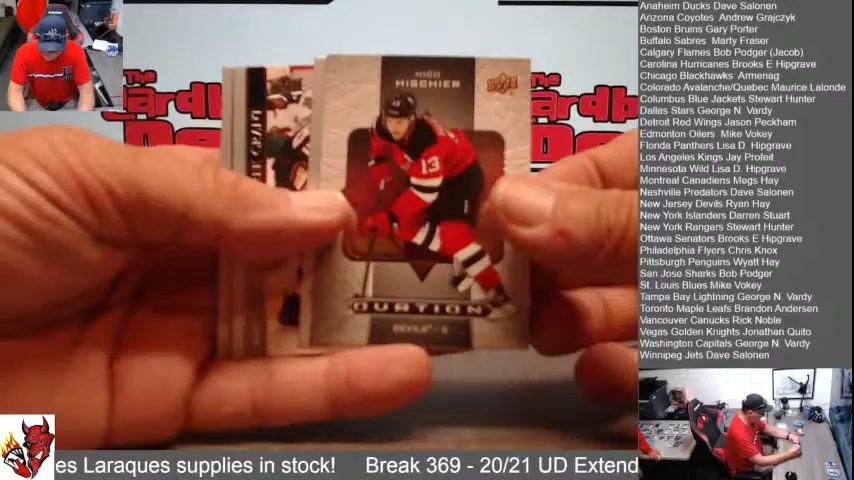 Anaheim Ducks Dave Salonen
Arizona Coyotes Andrew Grajczyk
Boston Bruins Gary Porter
Buffalo Sabres Marty Fraser
Calgary Flames Bob Podger (Jacob)
Carolina Hurricanes Brooks E Hipgrave
Chicago Blackhawks Armenag
Colorado Avalanche/Quebec Maurice Lalonde
Columbus Blue Jackets Stewart Hunter
Dallas Stars George N. Vardy
Detroit Red Wings Jason Peckham
Edmonton Oilers Mike Vokey
Florida Panthers Lisa D. Hipgrave
Los Angeles Kings Jay Profeit
Minnesota Wild Lisa D. Hipgrave
Montreal Canadiens Megs Hay
Nashville Predators Dave Salonen
New Jersey Devils Ryan Hay
New York Islanders Darren Stuart
New York Rangers Stewart Hunter
Ottawa Senators Brooks E Hipgrave
Philadelphia Flyers Chris Knox
Pittsburgh Penguins Wyatt Hay
San Jose Sharks Bob Podger
St. Louis Blues Mike Vokey
Tampa Bay Lightning George N. Vardy
Toronto Maple Leafs Brandon Andersen
Vancouver Canucks Rick Noble
Vegas Golden Knights Jonathan Quito
Washington Capitals George N. Vardy
Winnipeg Jets Dave Salonen
The
The
ardb
rdb
De
NICO
HISCHIER
13
OVATION
DEVILS
es Laraques supplies in stock! Break 369 - 20/21 UD Extend